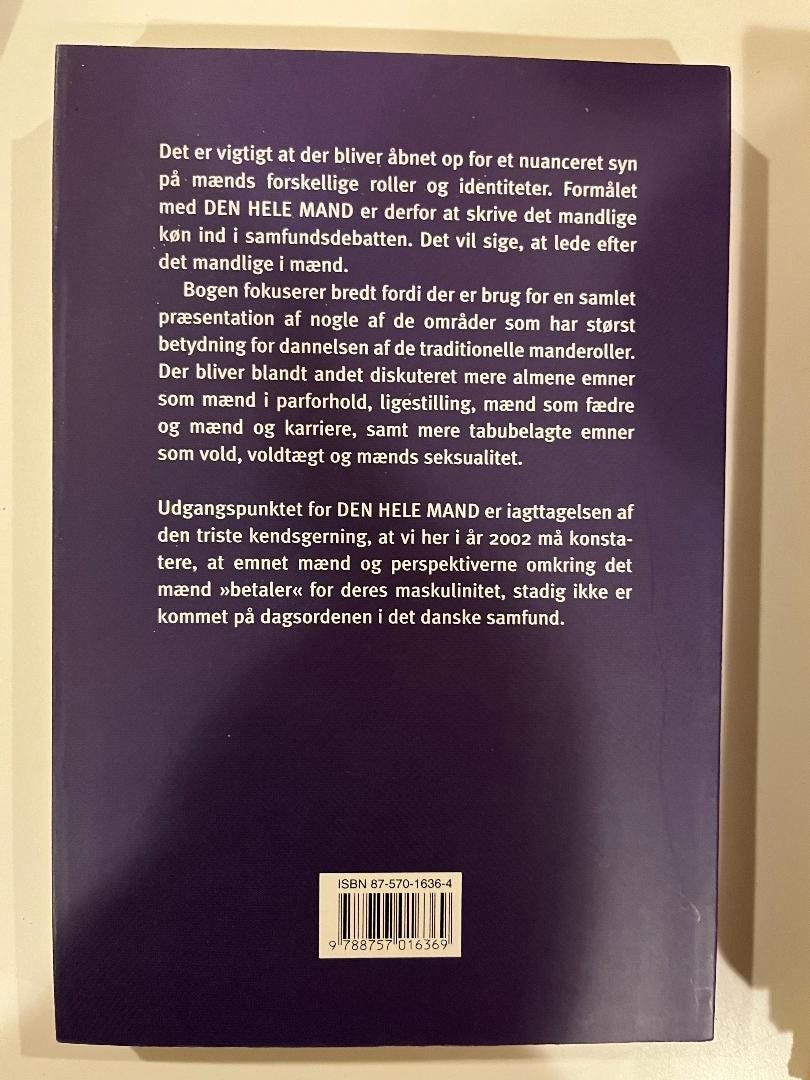 Det er vigtigt at der bliver åbnet op for et nuanceret syn
på mænds forskellige roller og identiteter. Formålet
med DEN HELE MAND er derfor at skrive det mandlige
køn ind i samfundsdebatten. Det vil sige, at lede efter
det mandlige i mænd.
Bogen fokuserer bredt fordi der er brug for en samlet
præsentation af nogle af de områder som har størst
betydning for dannelsen af de traditionelle manderoller.
Der bliver blandt andet diskuteret mere almene emner
som mænd i parforhold, ligestilling, mænd som fædre
og mænd og karriere, samt mere tabubelagte emner
som vold, voldtægt og mænds seksualitet.
Udgangspunktet for DEN HELE MAND er iagttagelsen af
den triste kendsgerning, at vi her i år 2002 må konsta-
tere, at emnet mænd og perspektiverne omkring det
mænd »betaler« for deres maskulinitet, stadig ikke er
kommet på dagsordenen i det danske samfund.
ISBN 87-570-1636-4
9 788757 016369